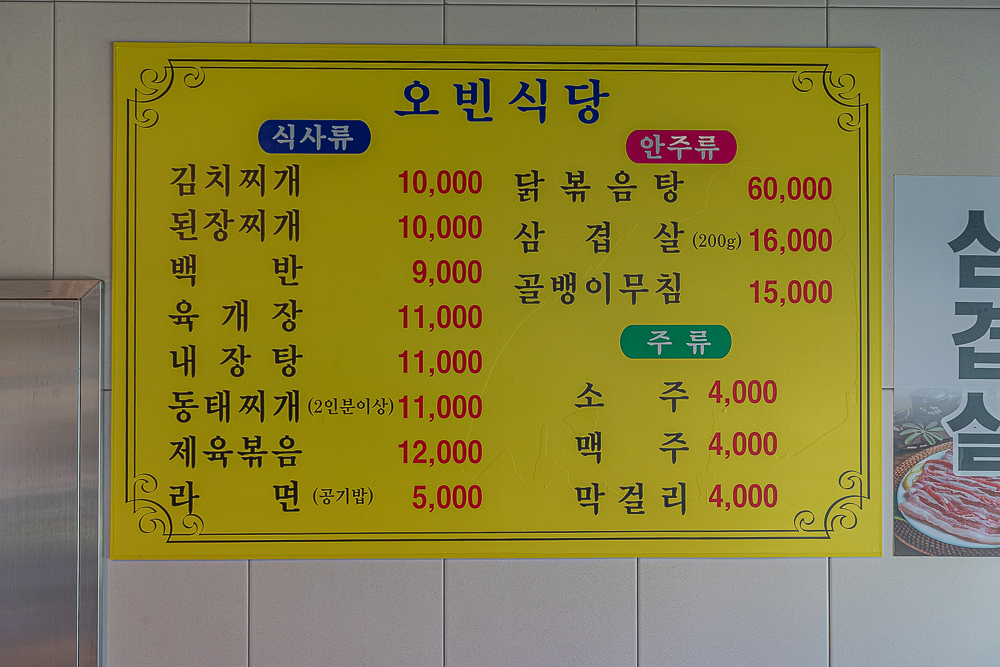 오빈식당
식사류
김치찌개 10,000
된장찌개 10,000
백반 9,000
육개장 11,000
내장탕 11,000
동태찌개(2인분이상) 11,000
제육볶음 12,000
라면 (공기밥) 5,000
안주류
닭볶음탕 60,000
삼겹살(200g) 16,000
골뱅이무침 15,000
주류
소주 4,000
맥주 4,000
막걸리 4,000
삼
겹
살